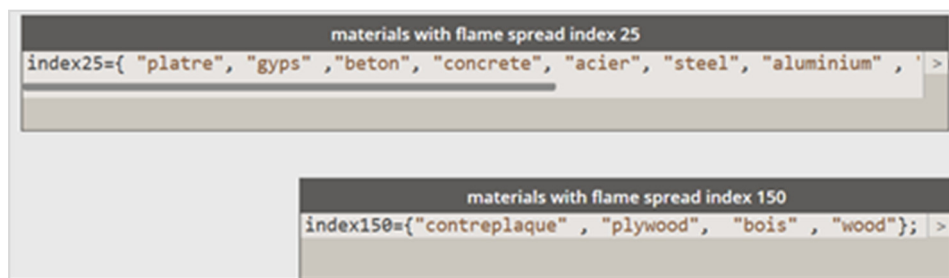 materials with flame spread index 25
index25={ "platre", "gyps" ,"beton", "concrete", "acier", "steel", "aluminium" , "
>
materials with flame spread index 150
index150={"contreplaque" , "plywood", "bois" , "wood"};
>